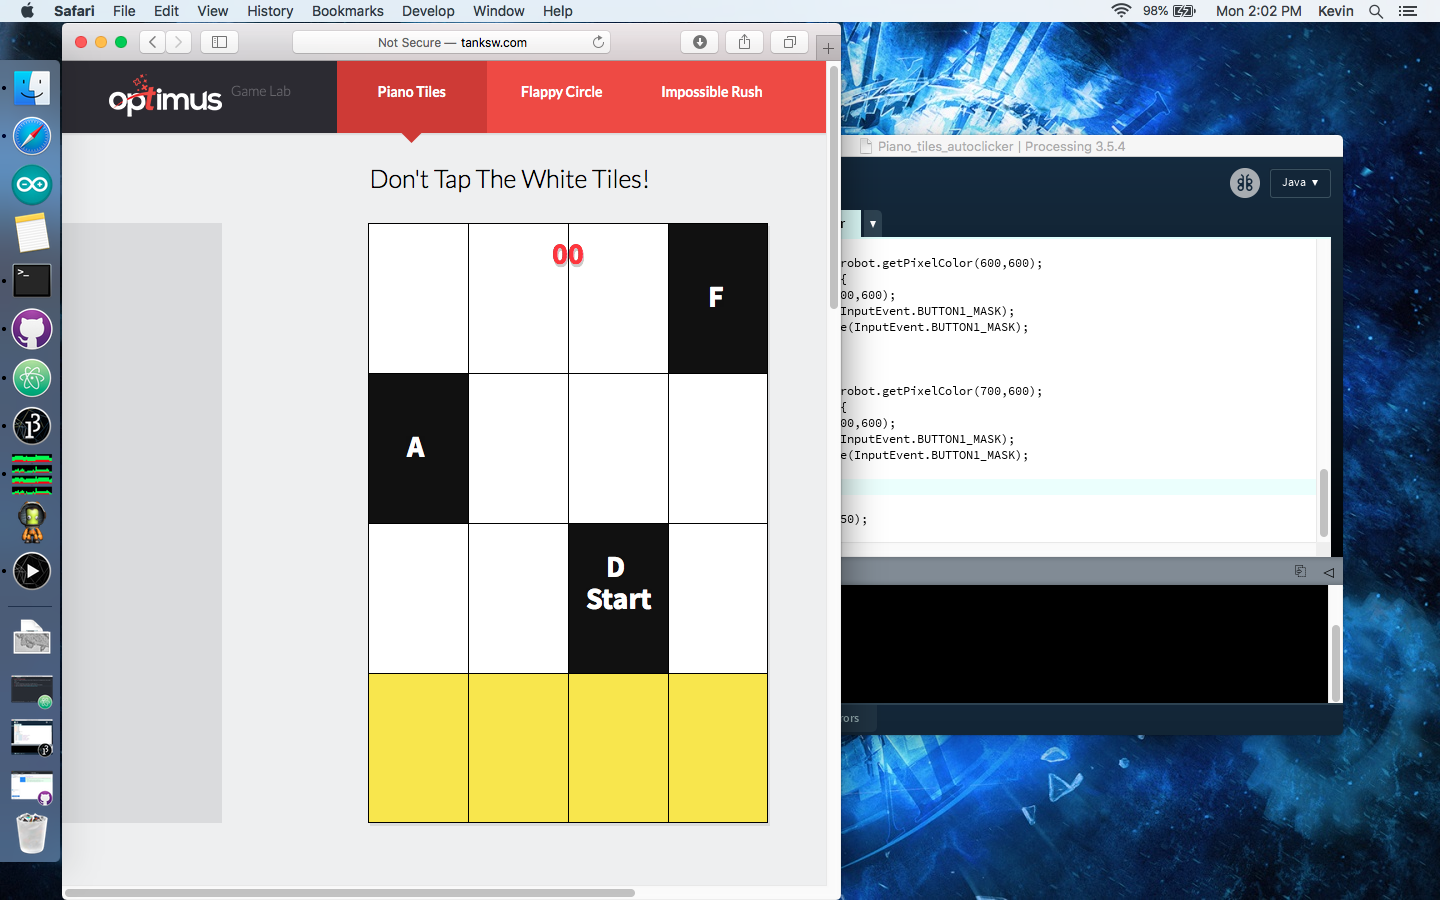 Safari File Edit View History Bookmarks Develop Window Help
98% Mon 2:02 PM Kevin
Not Secure — tanksw.com
optimus Game Lab
Piano Tiles
Flappy Circle
Impossible Rush
Don't Tap The White Tiles!
00
F
A
D
Start
Piano_tiles_autoclicker | Processing 3.5.4
Java ▾
r ▾
robot.getPixelColor(600,600);
{
00,600);
InputEvent.BUTTON1_MASK);
e(InputEvent.BUTTON1_MASK);
robot.getPixelColor(700,600);
{
00,600);
InputEvent.BUTTON1_MASK);
e(InputEvent.BUTTON1_MASK);
50);
rors